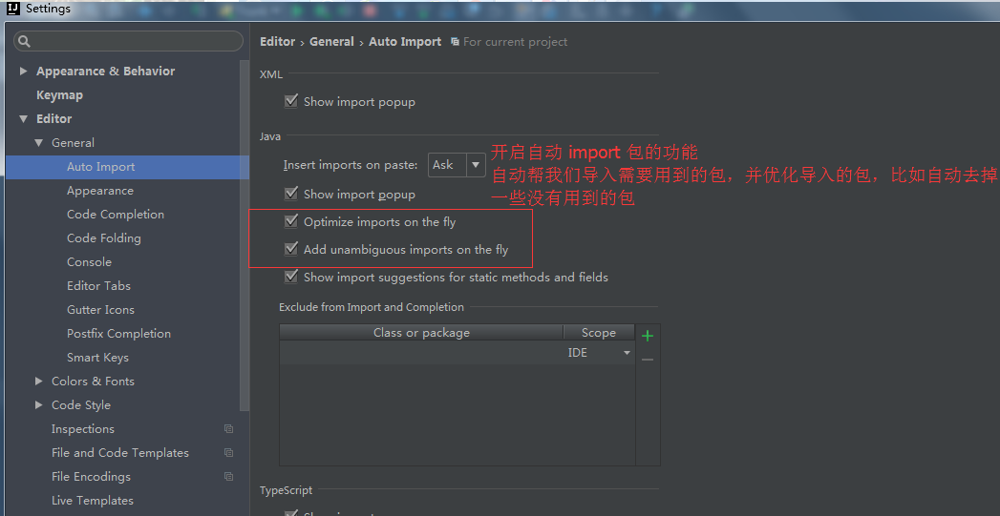 Settings
Editor › General › Auto Import For current project
Appearance & Behavior
Keymap
Editor
General
Auto Import
Appearance
Code Completion
Code Folding
Console
Editor Tabs
Gutter Icons
Postfix Completion
Smart Keys
Colors & Fonts
Code Style
Inspections
File and Code Templates
File Encodings
Live Templates
XML
Show import popup
Java
Insert imports on paste: Ask
开启自动 import 包的功能
自动帮我们导入需要用到的包，并优化导入的包，比如自动去掉
一些没有用到的包
Show import popup
Optimize imports on the fly
Add unambiguous imports on the fly
Show import suggestions for static methods and fields
Exclude from Import and Completion
Class or package Scope
IDE
TypeScript